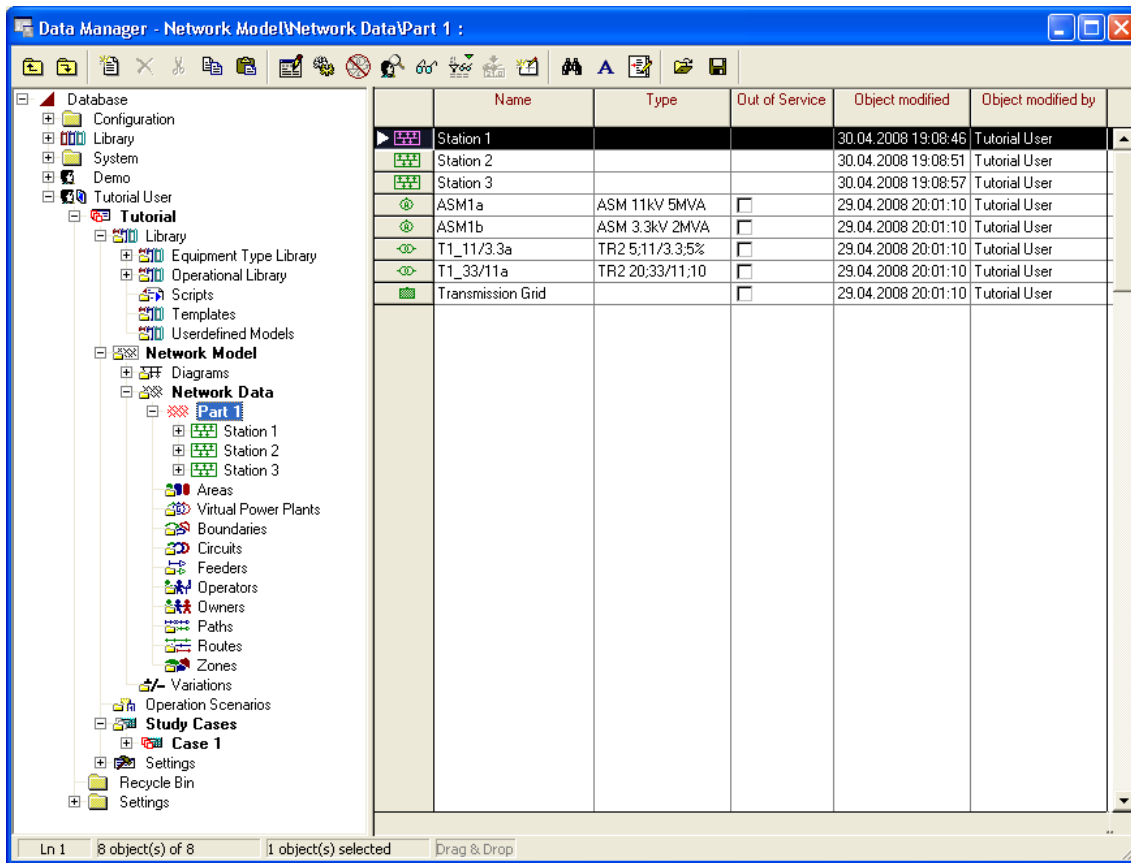 Data Manager - Network Model\Network Data\Part 1 :
Database
Configuration
Library
System
Demo
Tutorial User
Tutorial
Library
Equipment Type Library
Operational Library
Scripts
Templates
Userdefined Models
Network Model
Diagrams
Network Data
Part 1
Station 1
Station 2
Station 3
Areas
Virtual Power Plants
Boundaries
Circuits
Feeders
Operators
Owners
Paths
Routes
Zones
Variations
Operation Scenarios
Study Cases
Case 1
Settings
Recycle Bin
Settings
Name Type Out of Service Object modified Object modified by
Station 1 30.04.2008 19:08:46 Tutorial User
Station 2 30.04.2008 19:08:51 Tutorial User
Station 3 30.04.2008 19:08:57 Tutorial User
ASM1a ASM 11kV 5MVA 29.04.2008 20:01:10 Tutorial User
ASM1b ASM 3.3kV 2MVA 29.04.2008 20:01:10 Tutorial User
T1_11/3.3a TR2 5;11/3.3;5% 29.04.2008 20:01:10 Tutorial User
T1_33/11a TR2 20;33/11;10 29.04.2008 20:01:10 Tutorial User
Transmission Grid 29.04.2008 20:01:10 Tutorial User
Ln 1 8 object(s) of 8 1 object(s) selected Drag & Drop